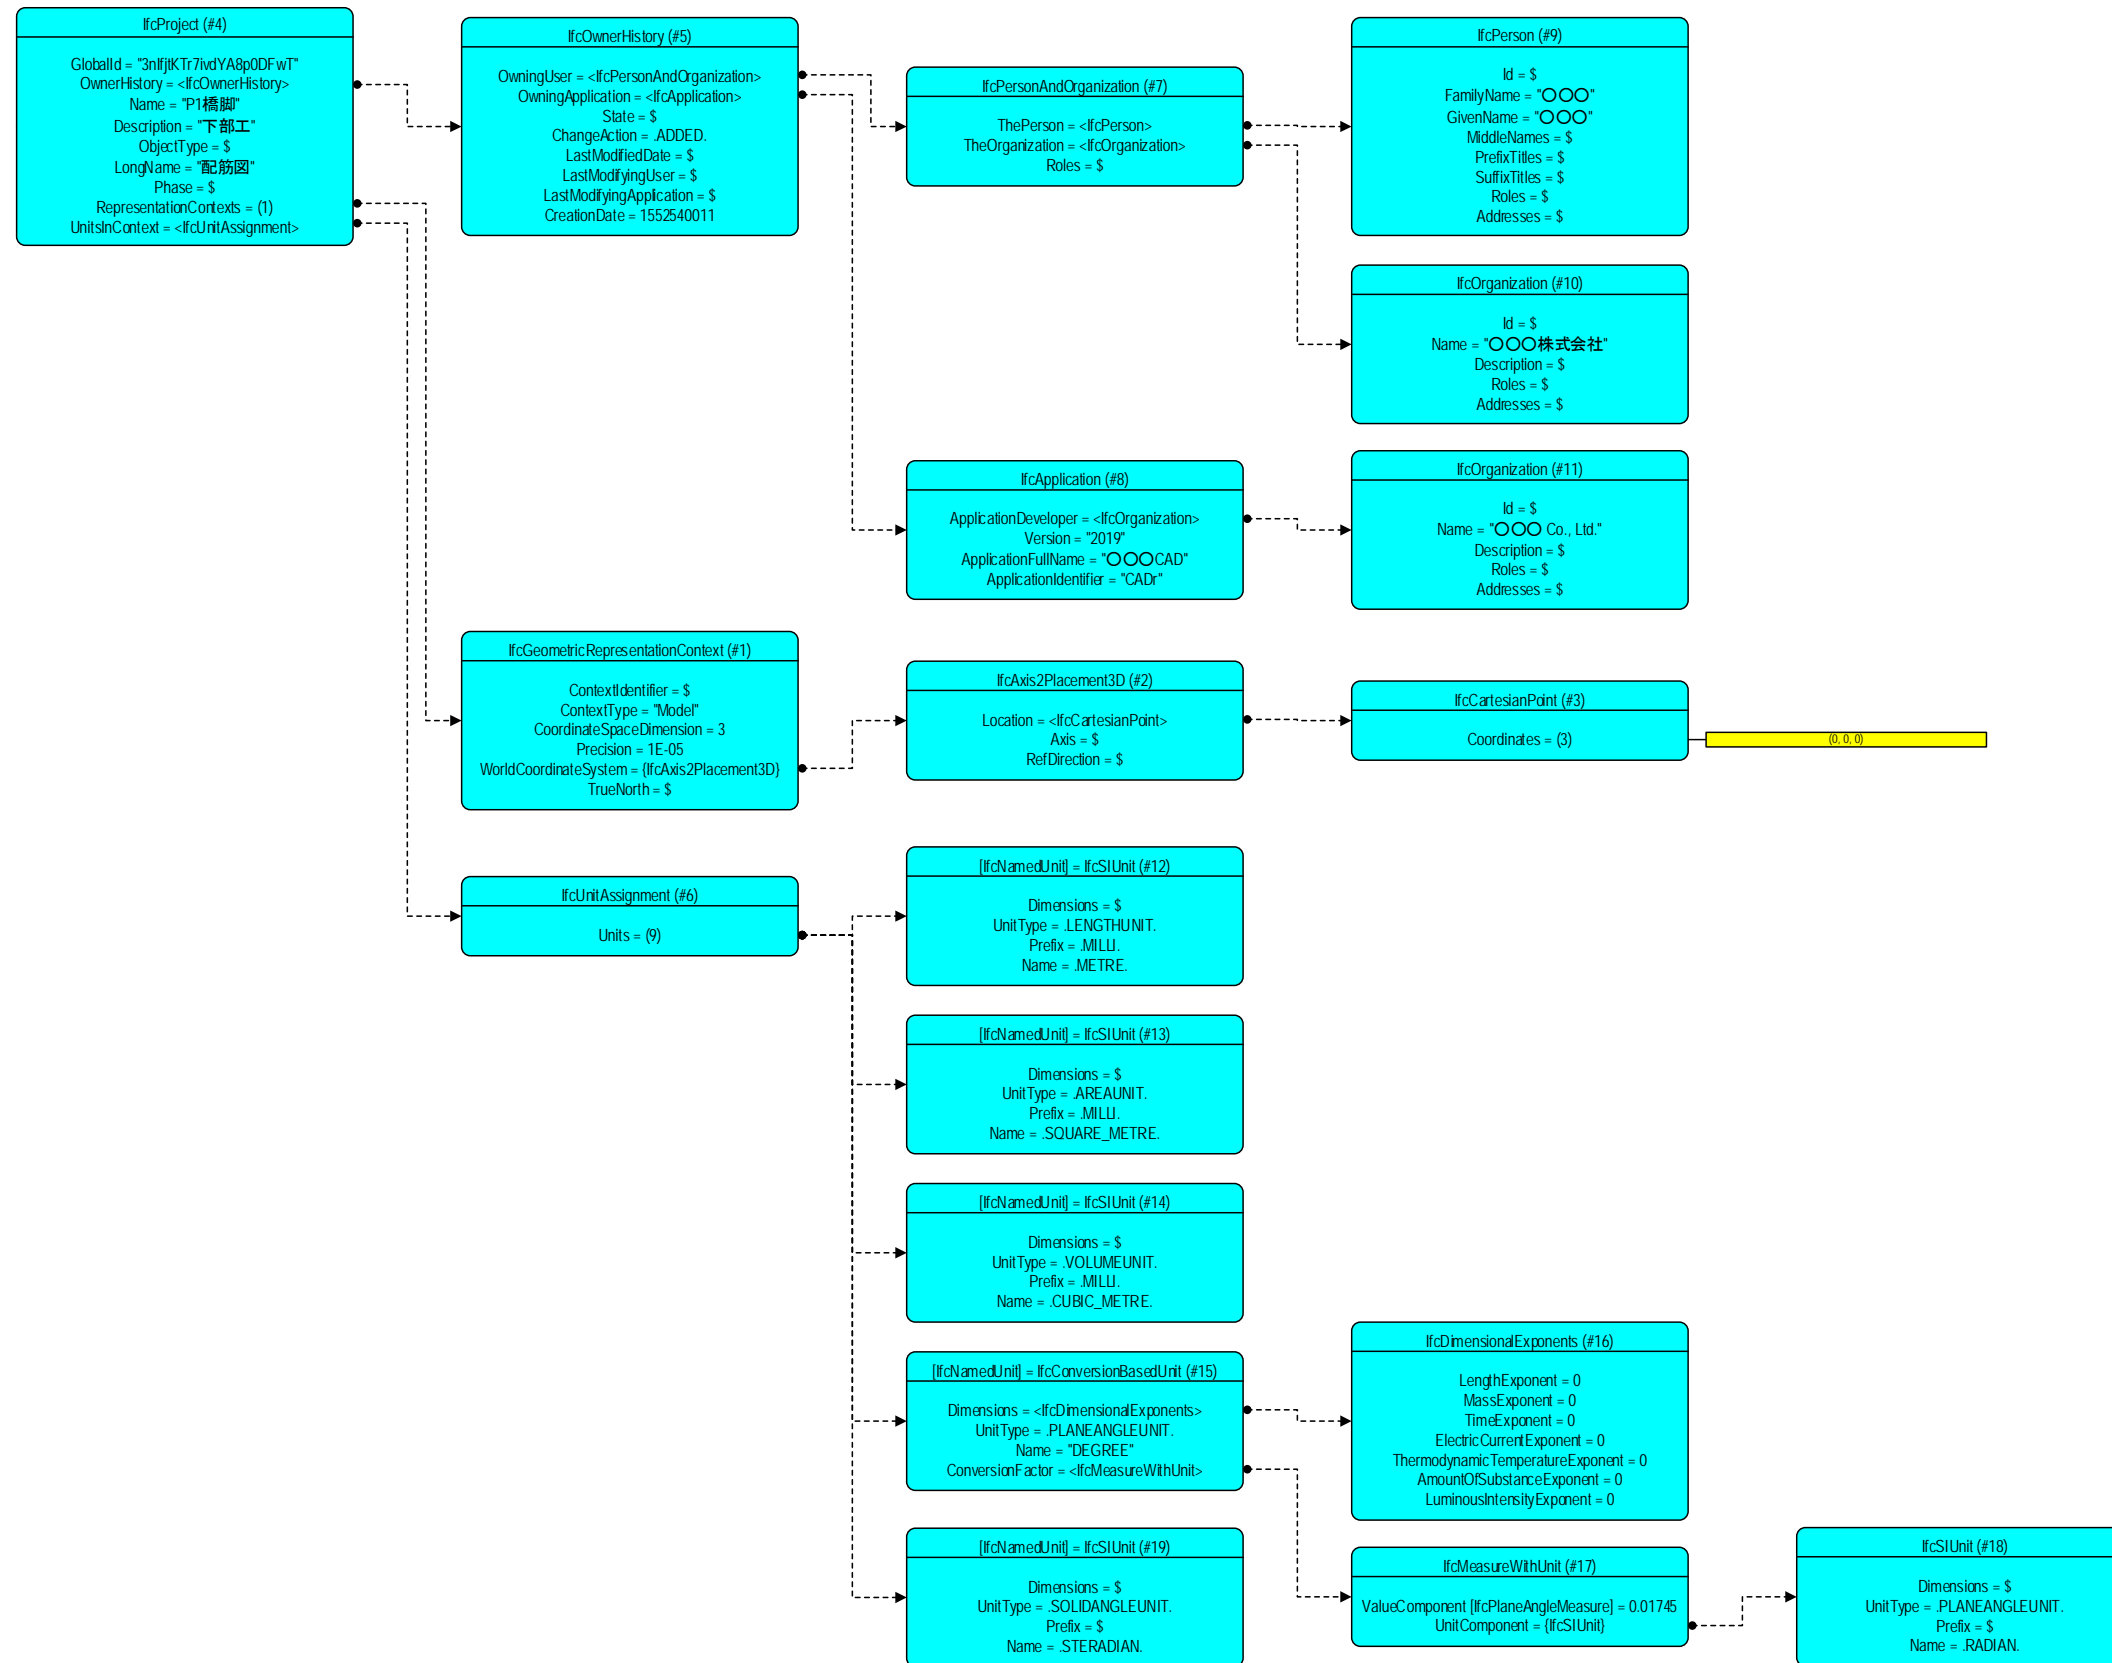 IfcProject (#4)
GlobalId = "3nIfjtKTr7ivdYA8p0DFwT"
OwnerHistory = <IfcOwnerHistory>
Name = "P1橋脚"
Description = "下部工"
ObjectType = $
LongName = "配筋図"
Phase = $
RepresentationContexts = (1)
UnitsInContext = <IfcUnitAssignment>
IfcOwnerHistory (#5)
OwningUser = <IfcPersonAndOrganization>
OwningApplication = <IfcApplication>
State = $
ChangeAction = .ADDED.
LastModifiedDate = $
LastModifyingUser = $
LastModifyingApplication = $
CreationDate = 1552540011
IfcPersonAndOrganization (#7)
ThePerson = <IfcPerson>
TheOrganization = <IfcOrganization>
Roles = $
IfcPerson (#9)
Id = $
FamilyName = "〇〇〇"
GivenName = "〇〇〇"
MiddleNames = $
PrefixTitles = $
SuffixTitles = $
Roles = $
Addresses = $
IfcOrganization (#10)
Id = $
Name = "〇〇〇株式会社"
Description = $
Roles = $
Addresses = $
IfcApplication (#8)
ApplicationDeveloper = <IfcOrganization>
Version = "2019"
ApplicationFullName = "〇〇〇CAD"
ApplicationIdentifier = "CADr"
IfcOrganization (#11)
Id = $
Name = "〇〇〇 Co., Ltd."
Description = $
Roles = $
Addresses = $
IfcGeometricRepresentationContext (#1)
ContextIdentifier = $
ContextType = "Model"
CoordinateSpaceDimension = 3
Precision = 1E-05
WorldCoordinateSystem = {IfcAxis2Placement3D}
TrueNorth = $
IfcAxis2Placement3D (#2)
Location = <IfcCartesianPoint>
Axis = $
RefDirection = $
IfcCartesianPoint (#3)
Coordinates = (3)
(0, 0, 0)
IfcUnitAssignment (#6)
Units = (9)
[IfcNamedUnit] = IfcSIUnit (#12)
Dimensions = $
UnitType = .LENGTHUNIT.
Prefix = .MILLI.
Name = .METRE.
[IfcNamedUnit] = IfcSIUnit (#13)
Dimensions = $
UnitType = .AREAUNIT.
Prefix = .MILLI.
Name = .SQUARE_METRE.
[IfcNamedUnit] = IfcSIUnit (#14)
Dimensions = $
UnitType = .VOLUMEUNIT.
Prefix = .MILLI.
Name = .CUBIC_METRE.
[IfcNamedUnit] = IfcConversionBasedUnit (#15)
Dimensions = <IfcDimensionalExponents>
UnitType = .PLANEANGLEUNIT.
Name = "DEGREE"
ConversionFactor = <IfcMeasureWithUnit>
IfcDimensionalExponents (#16)
LengthExponent = 0
MassExponent = 0
TimeExponent = 0
ElectricCurrentExponent = 0
ThermodynamicTemperatureExponent = 0
AmountOfSubstanceExponent = 0
LuminousIntensityExponent = 0
[IfcNamedUnit] = IfcSIUnit (#19)
Dimensions = $
UnitType = .SOLIDANGLEUNIT.
Prefix = $
Name = .STERADIAN.
IfcMeasureWithUnit (#17)
ValueComponent [IfcPlaneAngleMeasure] = 0.01745
UnitComponent = {IfcSIUnit}
IfcSIUnit (#18)
Dimensions = $
UnitType = .PLANEANGLEUNIT.
Prefix = $
Name = .RADIAN.